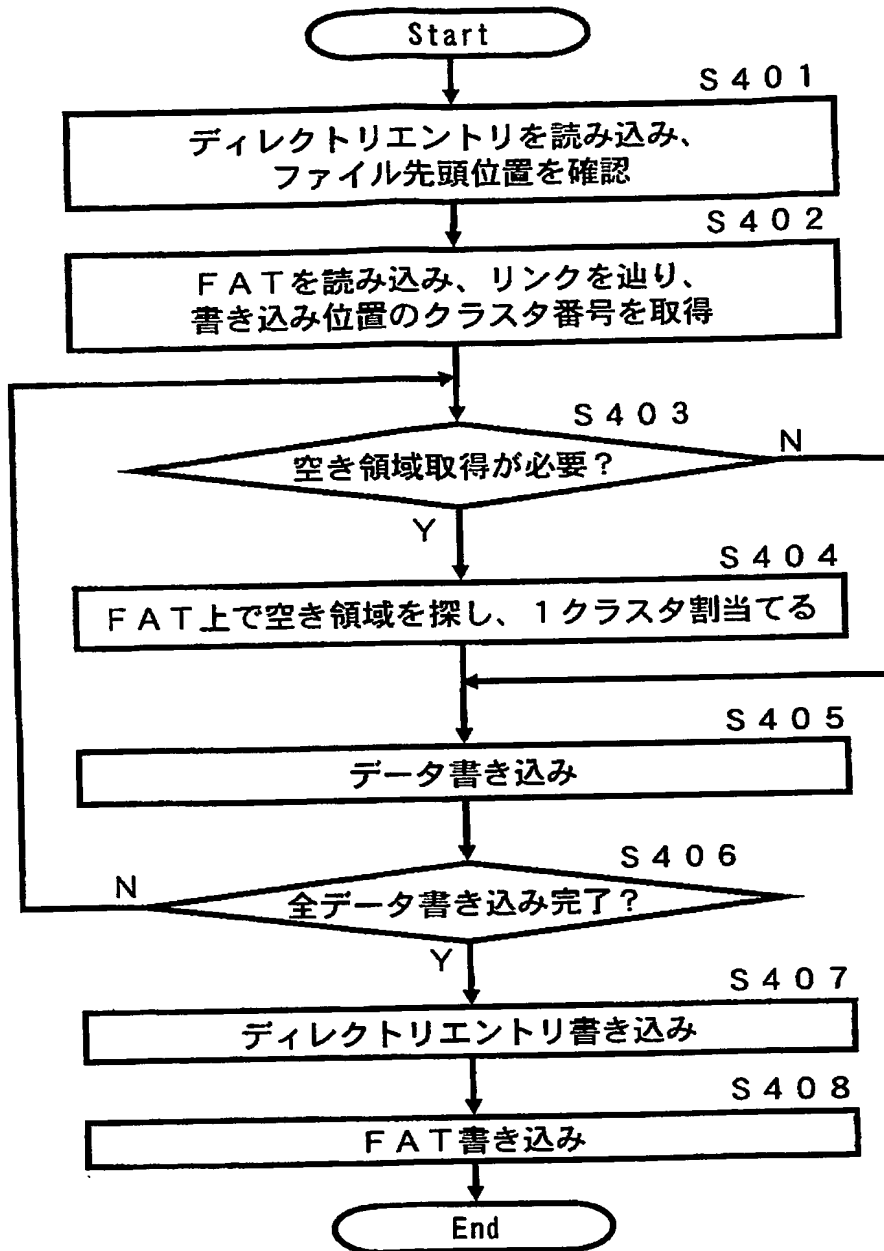 Start
Ｓ４０１
ディレクトリエントリを読み込み、
ファイル先頭位置を確認
Ｓ４０２
ＦＡＴを読み込み、リンクを辿り、
書き込み位置のクラスタ番号を取得
Ｓ４０３
空き領域取得が必要？
Ｎ
Ｙ
Ｓ４０４
ＦＡＴ上で空き領域を探し、１クラスタ割当てる
Ｓ４０５
データ書き込み
Ｓ４０６
Ｎ
全データ書き込み完了？
Ｙ
Ｓ４０７
ディレクトリエントリ書き込み
Ｓ４０８
ＦＡＴ書き込み
End